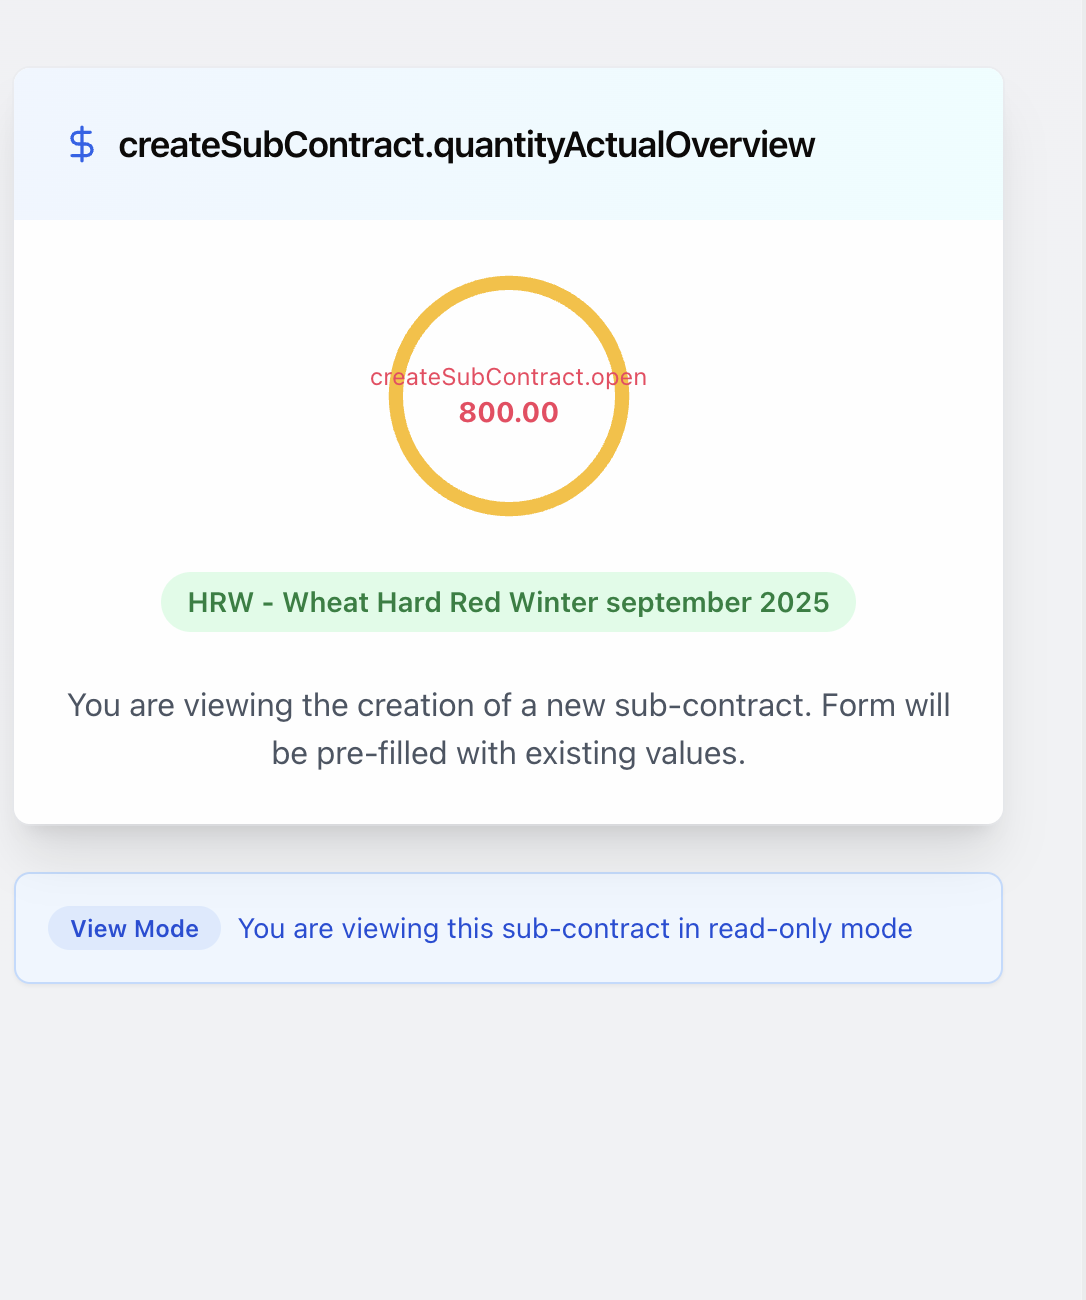 createSubContract.quantityActualOverview
createSubContract.open
800.00
HRW - Wheat Hard Red Winter september 2025
You are viewing the creation of a new sub-contract. Form will
be pre-filled with existing values.
View Mode You are viewing this sub-contract in read-only mode